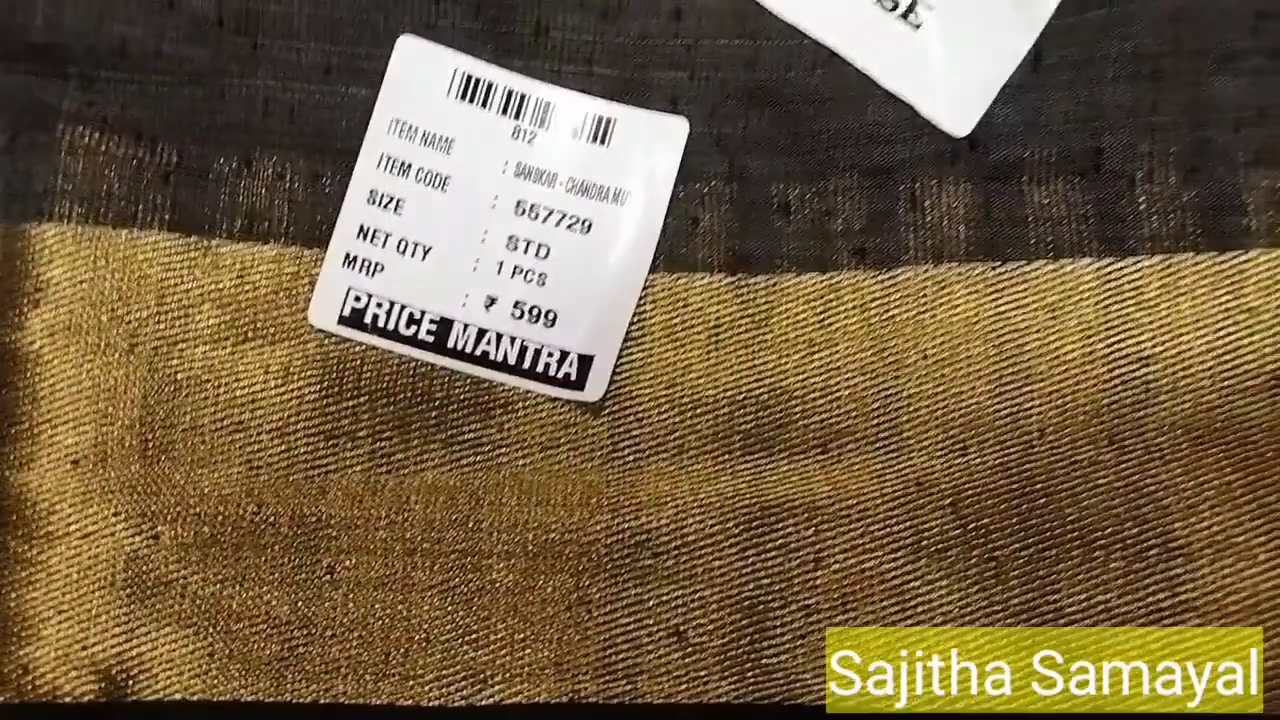 812
ITEM NAME : SANSKAR - CHANDRA MU
ITEM CODE : 557729
SIZE : STD
NET QTY : 1 PCS
MRP : ₹ 599
PRICE MANTRA
Sajitha Samayal